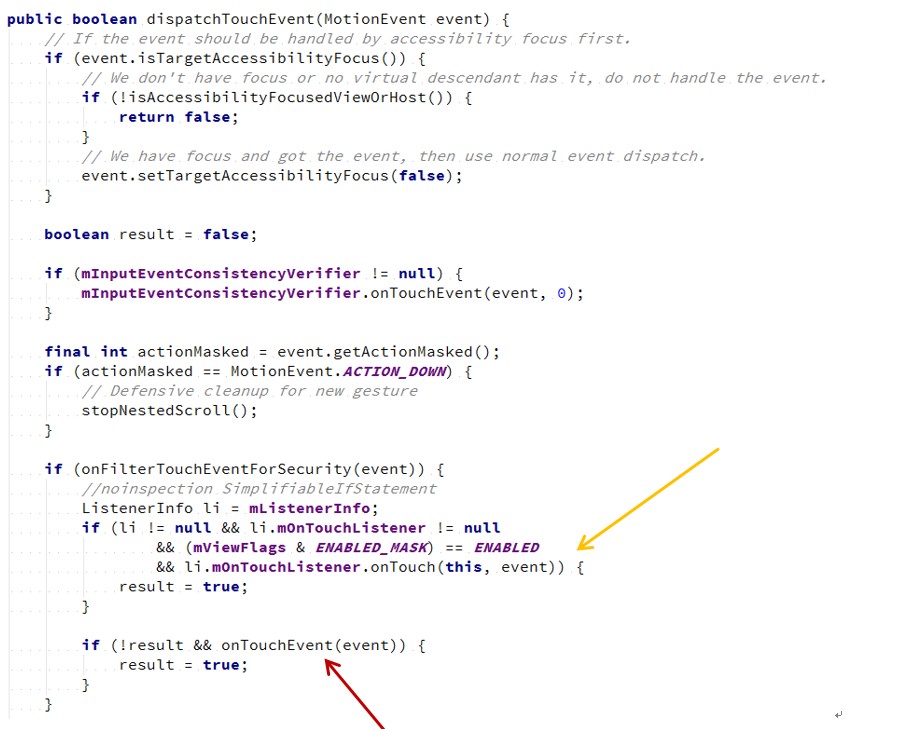 public boolean dispatchTouchEvent(MotionEvent event) {
    // If the event should be handled by accessibility focus first.
    if (event.isTargetAccessibilityFocus()) {
        // We don't have focus or no virtual descendant has it, do not handle the event.
        if (!isAccessibilityFocusedViewOrHost()) {
            return false;
        }
        // We have focus and got the event, then use normal event dispatch.
        event.setTargetAccessibilityFocus(false);
    }

    boolean result = false;

    if (mInputEventConsistencyVerifier != null) {
        mInputEventConsistencyVerifier.onTouchEvent(event, 0);
    }

    final int actionMasked = event.getActionMasked();
    if (actionMasked == MotionEvent.ACTION_DOWN) {
        // Defensive cleanup for new gesture
        stopNestedScroll();
    }

    if (onFilterTouchEventForSecurity(event)) {
        //noinspection SimplifiableIfStatement
        ListenerInfo li = mListenerInfo;
        if (li != null && li.mOnTouchListener != null
                && (mViewFlags & ENABLED_MASK) == ENABLED
                && li.mOnTouchListener.onTouch(this, event)) {
            result = true;
        }

        if (!result && onTouchEvent(event)) {
            result = true;
        }
    }